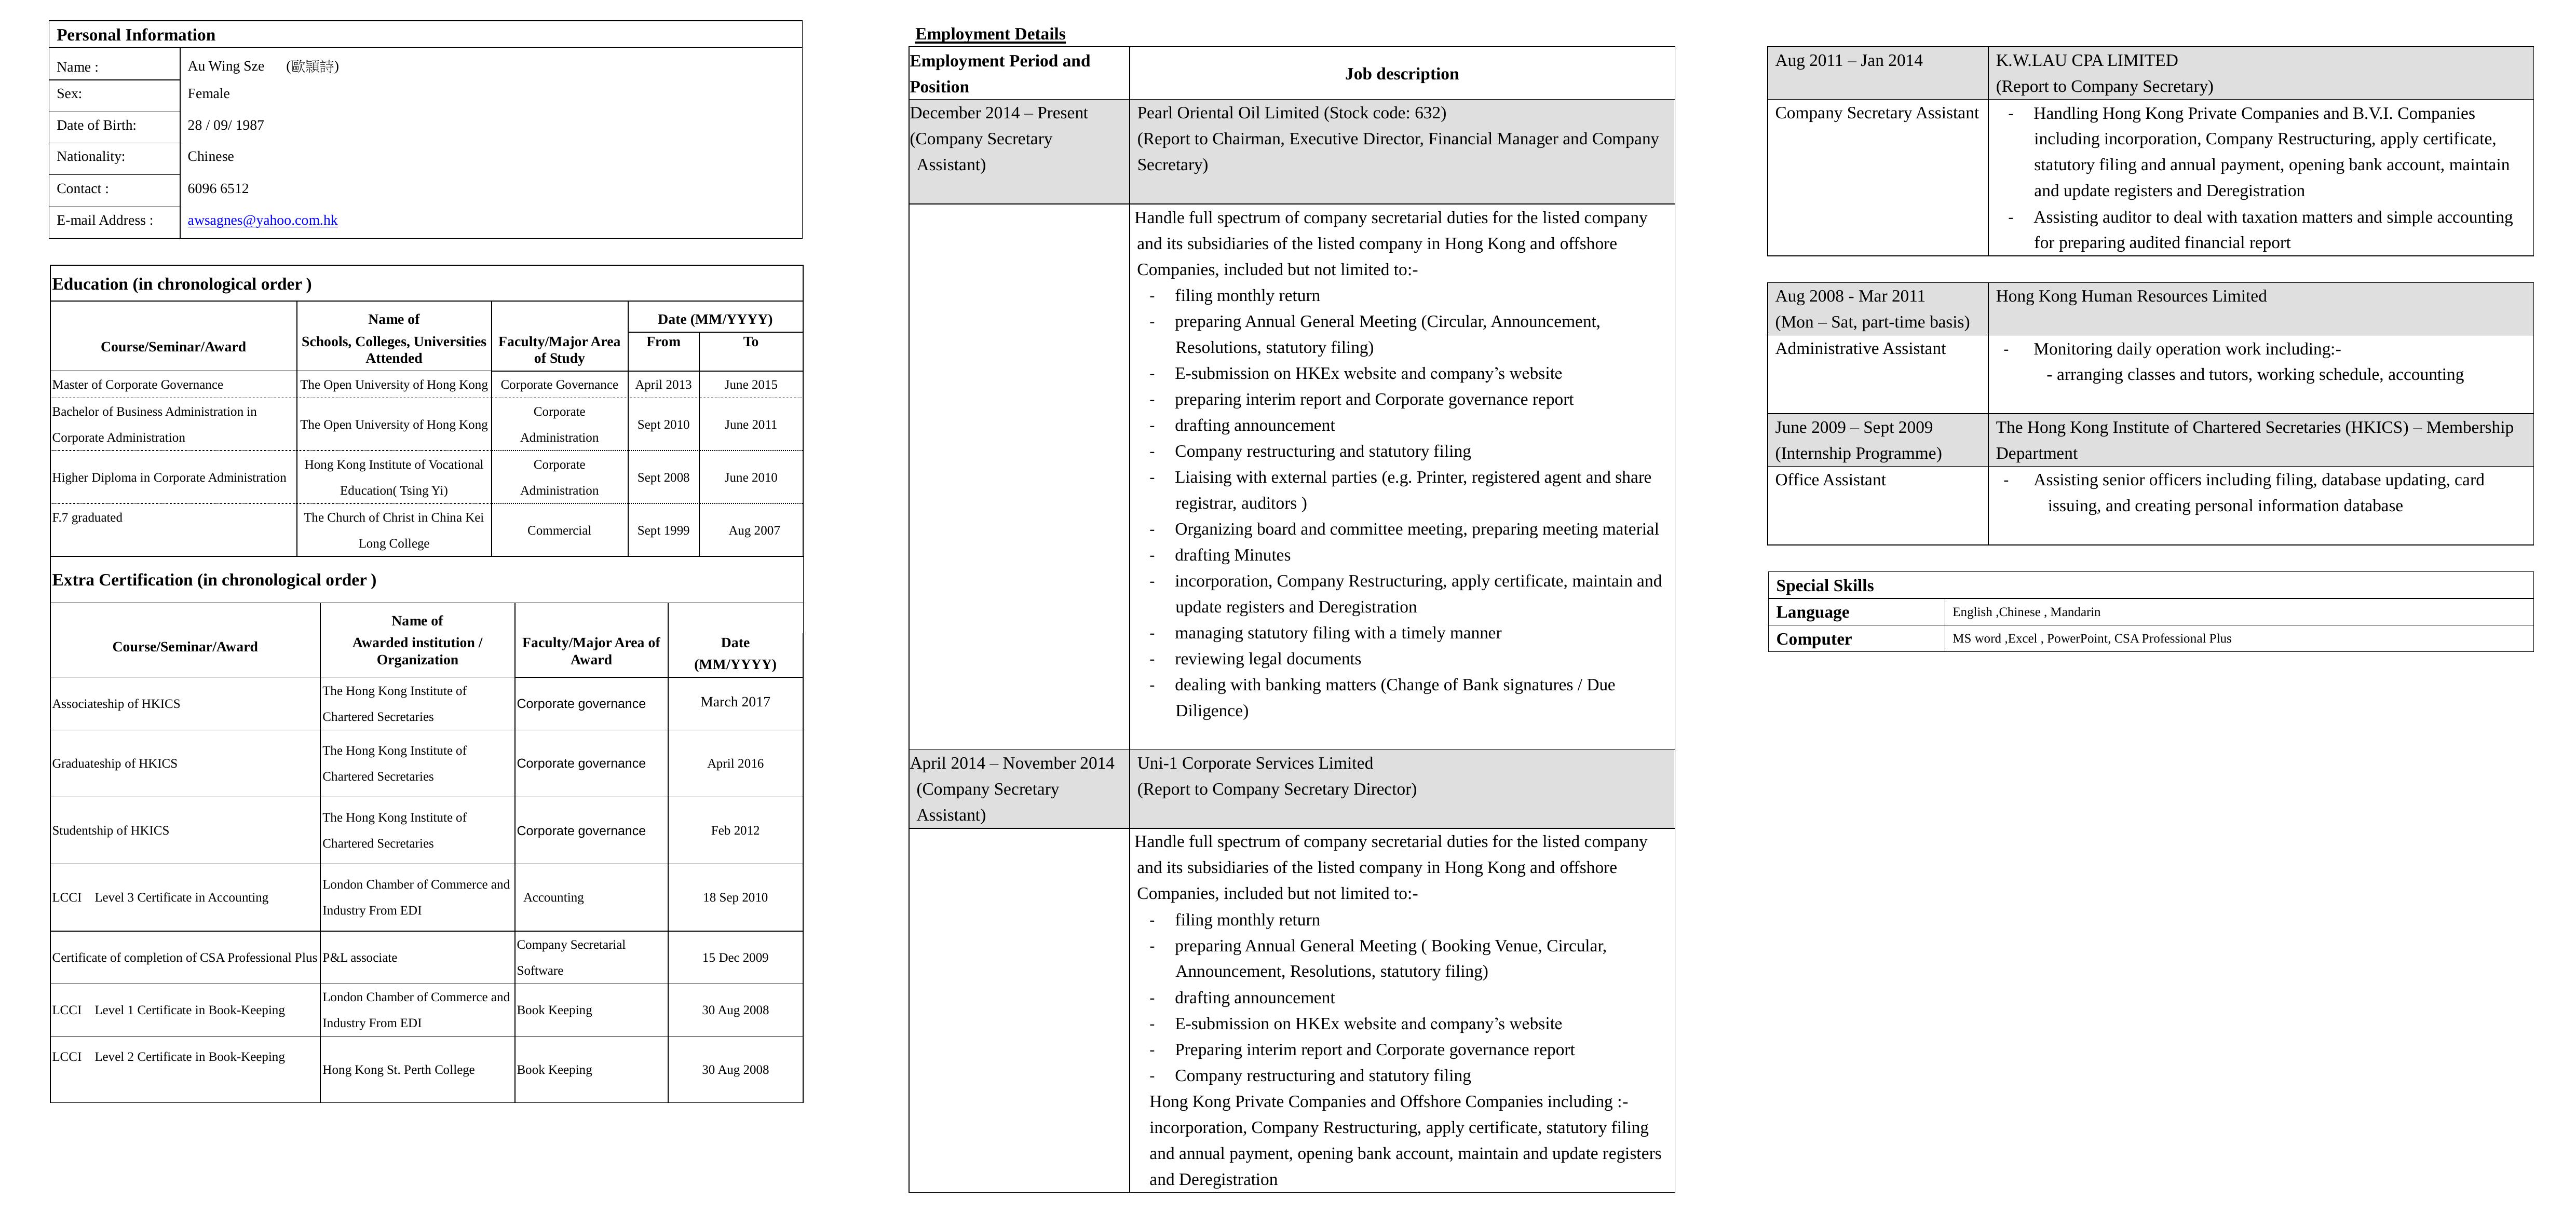 Personal Information
Name :
Au Wing Sze (歐頴詩)
Sex:
Female
Date of Birth:
28 / 09/ 1987
Nationality:
Chinese
Contact :
6096 6512
E-mail Address :
awsagnes@yahoo.com.hk
Education (in chronological order )
Course/Seminar/Award
Name of
Schools, Colleges, Universities
Attended
Faculty/Major Area
of Study
Date (MM/YYYY)
From
To
Master of Corporate Governance
The Open University of Hong Kong
Corporate Governance
April 2013
June 2015
Bachelor of Business Administration in
Corporate Administration
The Open University of Hong Kong
Corporate
Administration
Sept 2010
June 2011
Higher Diploma in Corporate Administration
Hong Kong Institute of Vocational
Education( Tsing Yi)
Corporate
Administration
Sept 2008
June 2010
F.7 graduated
The Church of Christ in China Kei
Long College
Commercial
Sept 1999
Aug 2007
Extra Certification (in chronological order )
Course/Seminar/Award
Name of
Awarded institution /
Organization
Faculty/Major Area of
Award
Date
(MM/YYYY)
Associateship of HKICS
The Hong Kong Institute of
Chartered Secretaries
Corporate governance
March 2017
Graduateship of HKICS
The Hong Kong Institute of
Chartered Secretaries
Corporate governance
April 2016
Studentship of HKICS
The Hong Kong Institute of
Chartered Secretaries
Corporate governance
Feb 2012
LCCI Level 3 Certificate in Accounting
London Chamber of Commerce and
Industry From EDI
Accounting
18 Sep 2010
Certificate of completion of CSA Professional Plus
P&L associate
Company Secretarial
Software
15 Dec 2009
LCCI Level 1 Certificate in Book-Keeping
London Chamber of Commerce and
Industry From EDI
Book Keeping
30 Aug 2008
LCCI Level 2 Certificate in Book-Keeping
Hong Kong St. Perth College
Book Keeping
30 Aug 2008
Employment Details
Employment Period and
Position
Job description
December 2014 – Present
(Company Secretary
Assistant)
Pearl Oriental Oil Limited (Stock code: 632)
(Report to Chairman, Executive Director, Financial Manager and Company
Secretary)
Handle full spectrum of company secretarial duties for the listed company
and its subsidiaries of the listed company in Hong Kong and offshore
Companies, included but not limited to:-
- filing monthly return
- preparing Annual General Meeting (Circular, Announcement,
Resolutions, statutory filing)
- E-submission on HKEx website and company’s website
- preparing interim report and Corporate governance report
- drafting announcement
- Company restructuring and statutory filing
- Liaising with external parties (e.g. Printer, registered agent and share
registrar, auditors )
- Organizing board and committee meeting, preparing meeting material
- drafting Minutes
- incorporation, Company Restructuring, apply certificate, maintain and
update registers and Deregistration
- managing statutory filing with a timely manner
- reviewing legal documents
- dealing with banking matters (Change of Bank signatures / Due
Diligence)
April 2014 – November 2014
(Company Secretary
Assistant)
Uni-1 Corporate Services Limited
(Report to Company Secretary Director)
Handle full spectrum of company secretarial duties for the listed company
and its subsidiaries of the listed company in Hong Kong and offshore
Companies, included but not limited to:-
- filing monthly return
- preparing Annual General Meeting ( Booking Venue, Circular,
Announcement, Resolutions, statutory filing)
- drafting announcement
- E-submission on HKEx website and company’s website
- Preparing interim report and Corporate governance report
- Company restructuring and statutory filing
Hong Kong Private Companies and Offshore Companies including :-
incorporation, Company Restructuring, apply certificate, statutory filing
and annual payment, opening bank account, maintain and update registers
and Deregistration
Aug 2011 – Jan 2014
K.W.LAU CPA LIMITED
(Report to Company Secretary)
Company Secretary Assistant
- Handling Hong Kong Private Companies and B.V.I. Companies
including incorporation, Company Restructuring, apply certificate,
statutory filing and annual payment, opening bank account, maintain
and update registers and Deregistration
- Assisting auditor to deal with taxation matters and simple accounting
for preparing audited financial report
Aug 2008 - Mar 2011
(Mon – Sat, part-time basis)
Hong Kong Human Resources Limited
Administrative Assistant
- Monitoring daily operation work including:-
- arranging classes and tutors, working schedule, accounting
June 2009 – Sept 2009
(Internship Programme)
The Hong Kong Institute of Chartered Secretaries (HKICS) – Membership
Department
Office Assistant
- Assisting senior officers including filing, database updating, card
issuing, and creating personal information database
Special Skills
Language
English ,Chinese , Mandarin
Computer
MS word ,Excel , PowerPoint, CSA Professional Plus